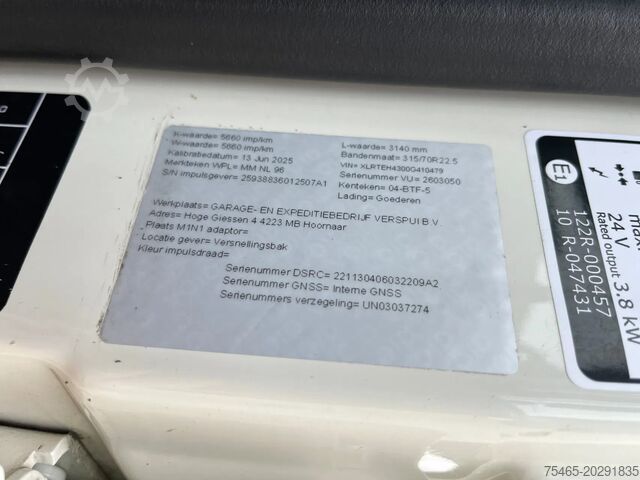 K-waarde= 5660 imp/km
W-waarde= 5660 imp/km
Kalibratiedatum= 13 Jun 2025
Merkteken WPL= MM NL 96
S/N impulsgever= 25938836012507A1
L-waarde= 3140 mm
Bandenmaat= 315/70R22.5
VIN= XLRTEH4300G410479
Serienummer VU= 2603050
Kenteken= 04-BTF-5
Lading= Goederen
Werkplaats= GARAGE- EN EXPEDITIEBEDRIJF VERSPUI B.V.
Adres= Hoge Giessen 4 4223 MB Hoornaar
Plaats M1N1 adaptor=
Locatie gever= Versnellingsbak
Kleur impulsdraad=
Serienummer DSRC= 221130406032209A2
Serienummer GNSS= Interne GNSS
Serienummers verzegeling= UN03037274
E1
max
24 V
Rated output 3.8 kW
122R-000457
10 R-047431
75465-20291835